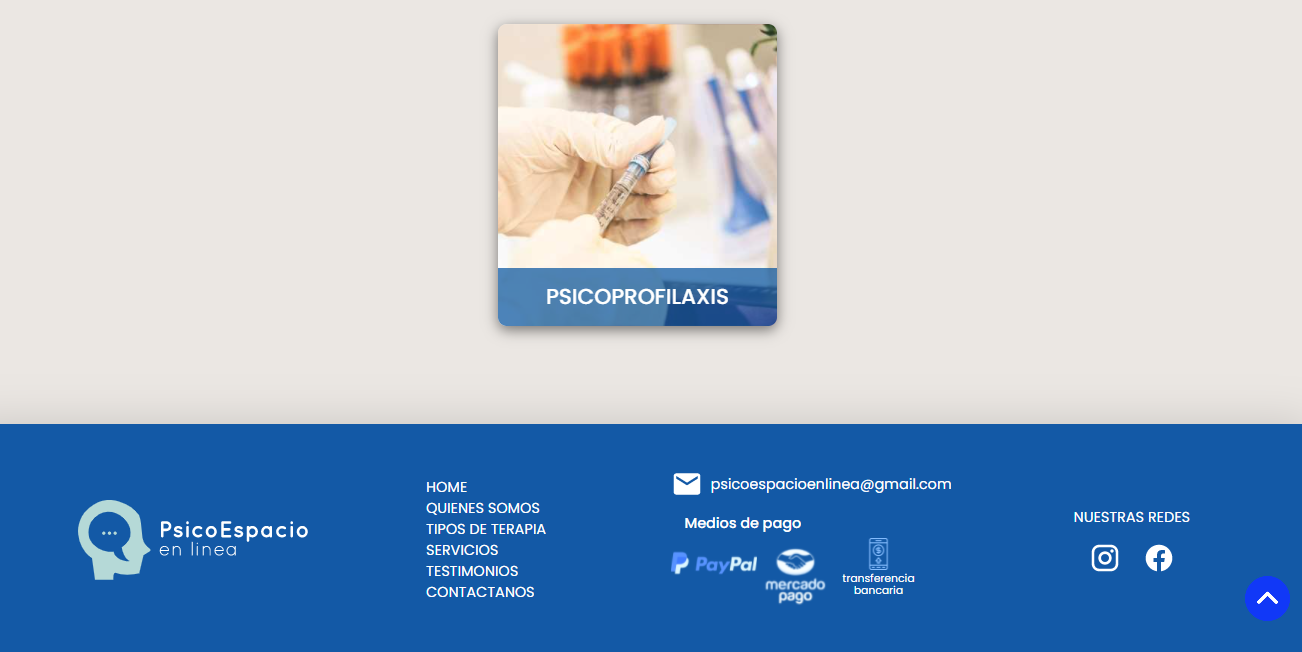 PSICOPROFILAXIS
PsicoEspacio
en linea
HOME
QUIENES SOMOS
TIPOS DE TERAPIA
SERVICIOS
TESTIMONIOS
CONTACTANOS
psicoespacioenlinea@gmail.com
Medios de pago
PayPal
mercado
pago
transferencia
bancaria
NUESTRAS REDES